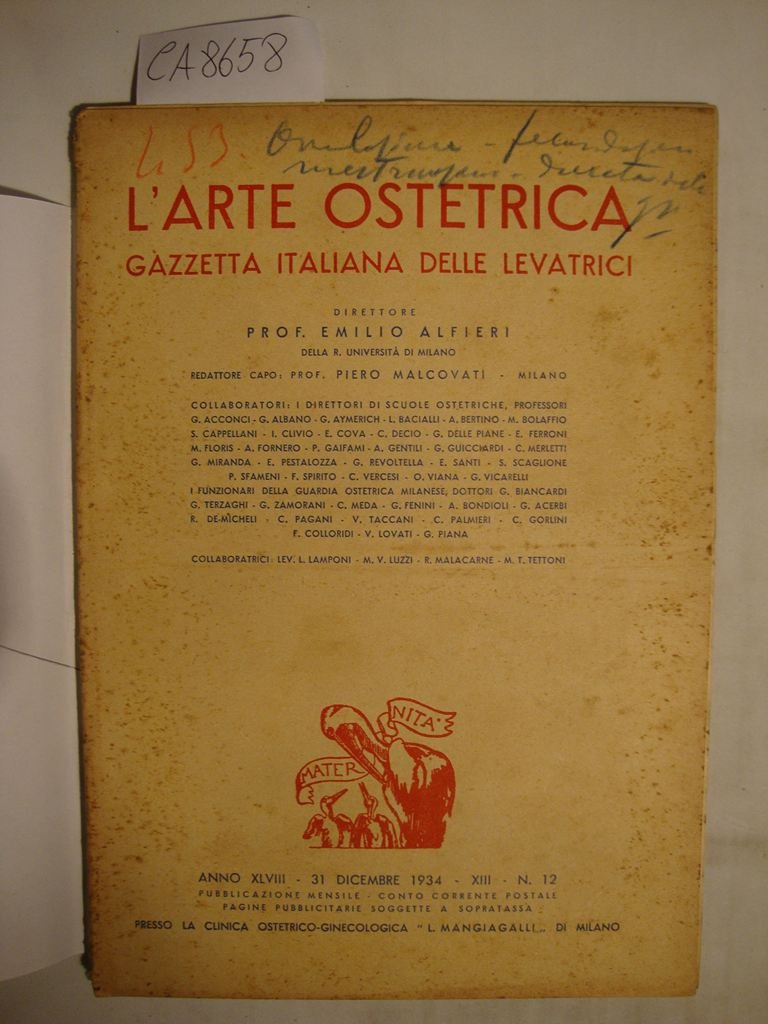 CA8658
453.
L'ARTE OSTETRICA
GAZZETTA ITALIANA DELLE LEVATRICI
DIRETTORE
PROF. EMILIO ALFIERI
DELLA R. UNIVERSITÀ DI MILANO
REDATTORE CAPO: PROF. PIERO MALCOVATI - MILANO
COLLABORATORI: I DIRETTORI DI SCUOLE OSTETRICHE, PROFESSORI
G. ACCONCI - G. ALBANO - G. AYMERICH - L. BACIALLI - A. BERTINO - M. BOLAFFIO
S. CAPPELLANI - I. CLIVIO - E. COVA - C. DECIO - G. DELLE PIANE - E. FERRONI
M. FLORIS - A. FORNERO - P. GAIFAMI - A. GENTILI - G. GUICCIARDI - C. MERLETTI
G. MIRANDA - E. PESTALOZZA - G. REVOLTELLA - E. SANTI - S. SCAGLIONE
P. SFAMENI - F. SPIRITO - C. VERCESI - O. VIANA - G. VICARELLI
I FUNZIONARI DELLA GUARDIA OSTETRICA MILANESE, DOTTORI G. BIANCARDI
G. TERZAGHI - G. ZAMORANI - C. MEDA - G. FENINI - A. BONDIOLI - G. ACERBI
R. DE-MICHELI - C. PAGANI - V. TACCANI - C. PALMIERI - C. GORLINI
F. COLLORIDI - V. LOVATI - G. PIANA
COLLABORATRICI: LEV. L. LAMPONI - M. V. LUZZI - R. MALACARNE - M. T. TETTONI
MATER
NITA'
ANNO XLVIII - 31 DICEMBRE 1934 - XIII - N. 12
PUBBLICAZIONE MENSILE - CONTO CORRENTE POSTALE
PAGINE PUBBLICITARIE SOGGETTE A SOPRATASSA
PRESSO LA CLINICA OSTETRICO-GINECOLOGICA "L. MANGIAGALLI„ DI MILANO